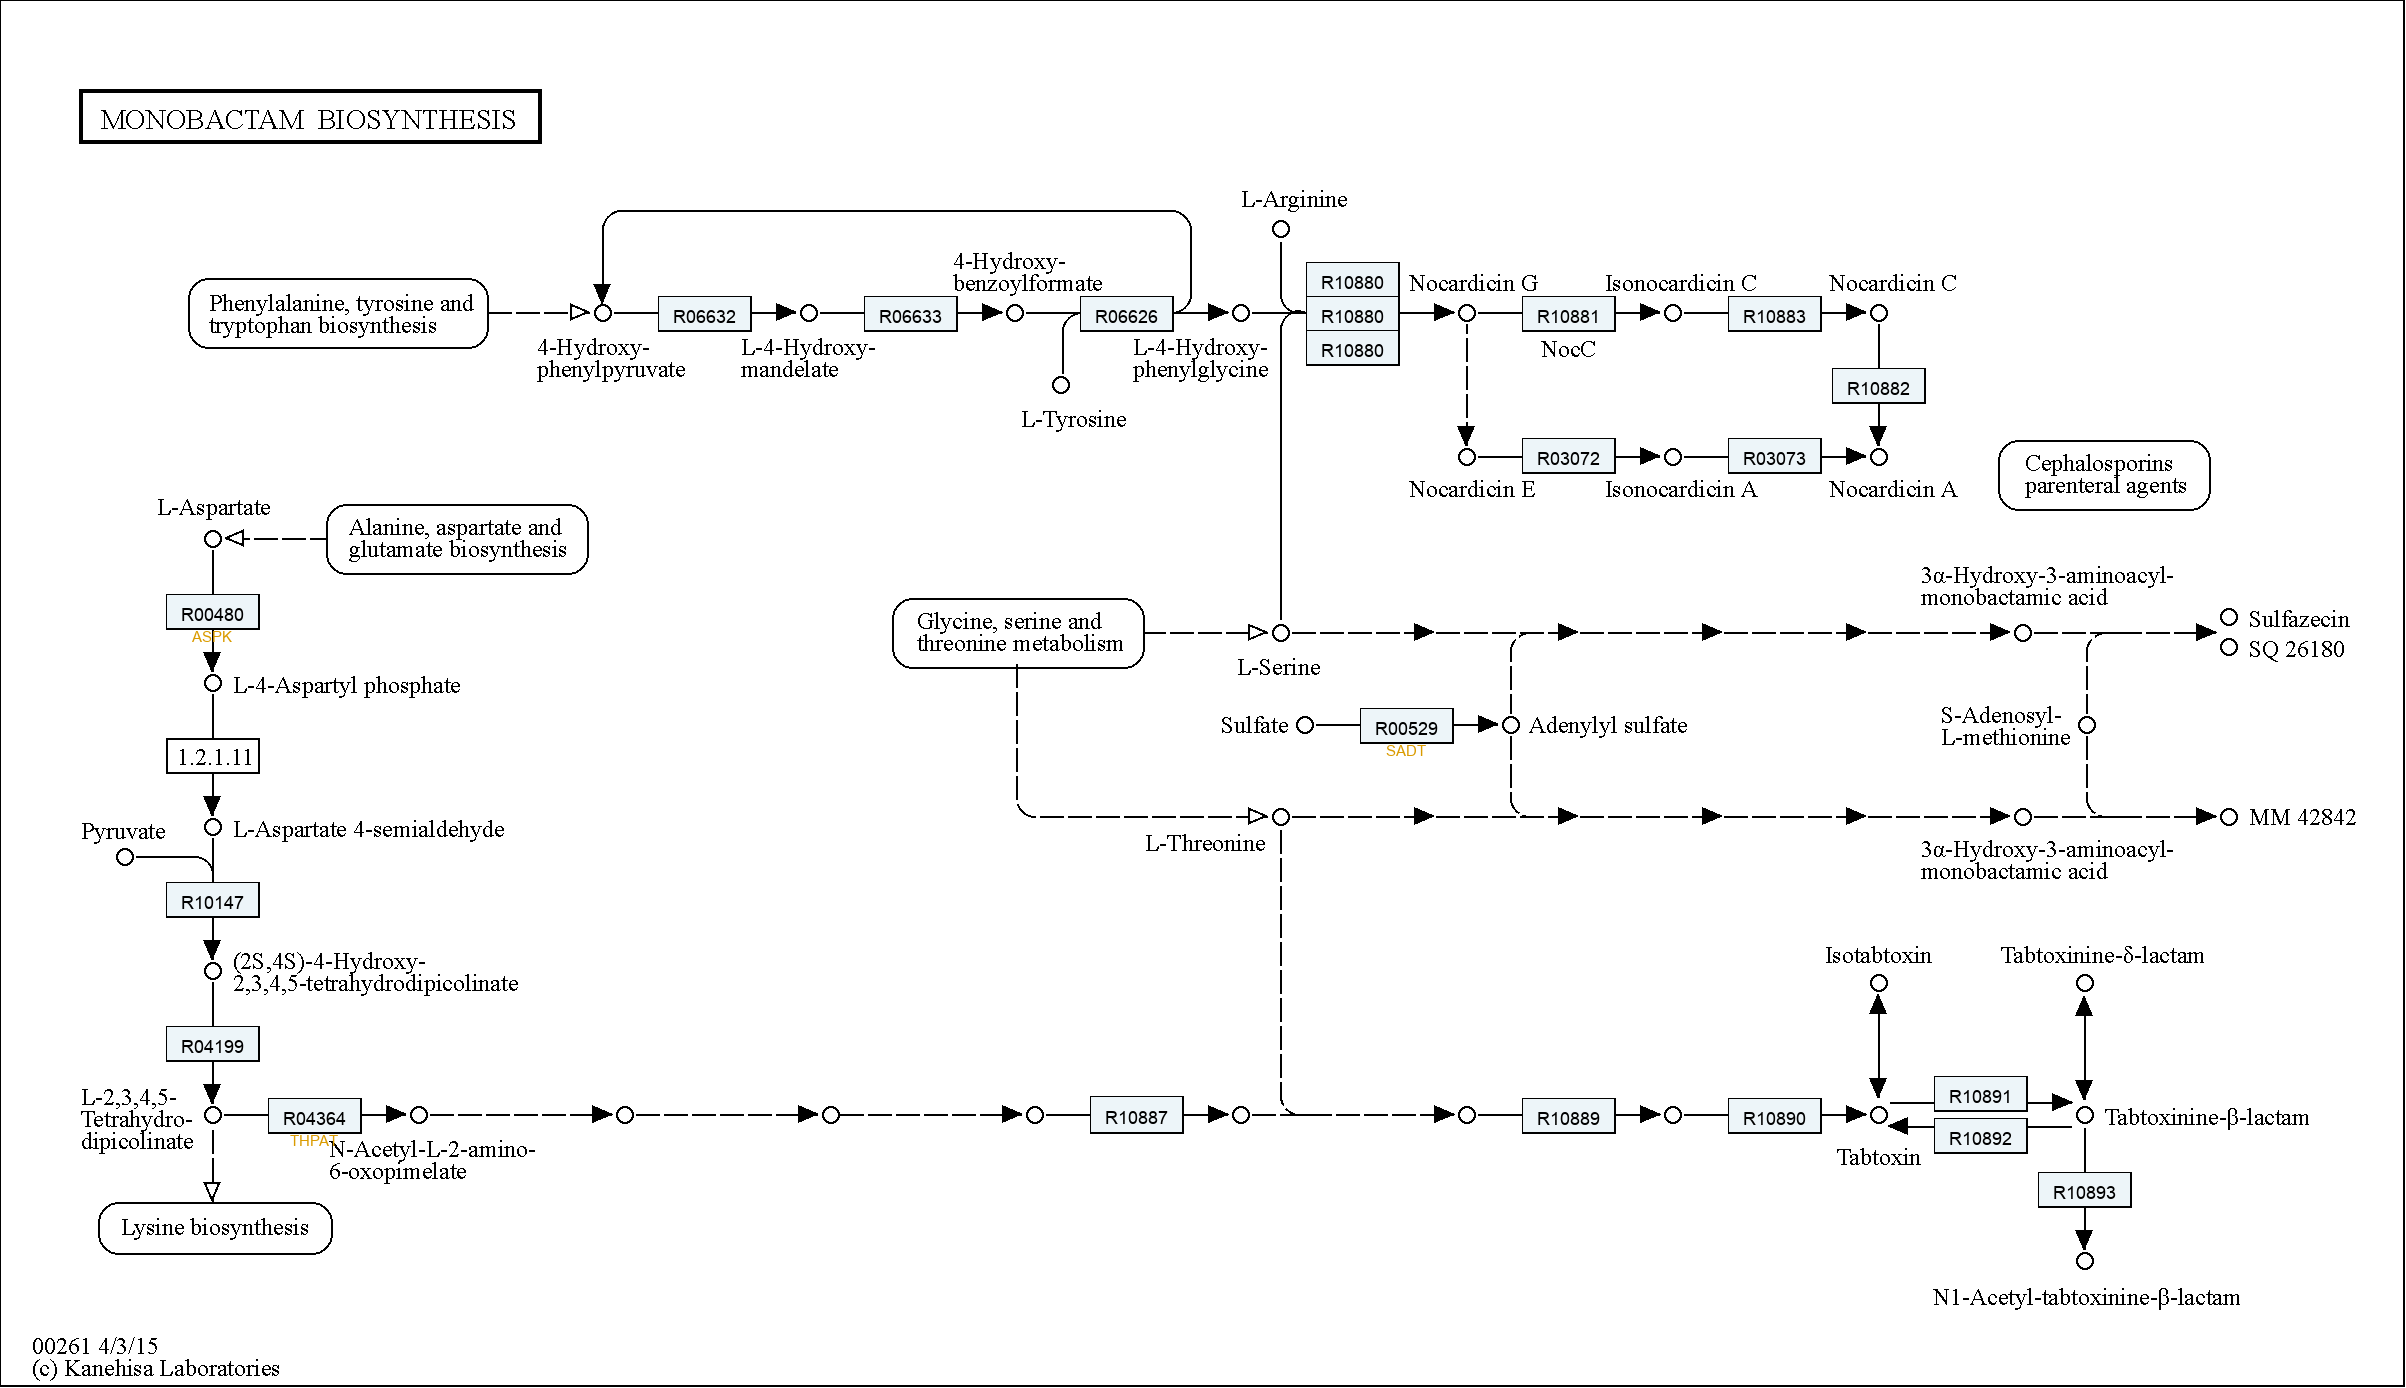 MONOBACTAM BIOSYNTHESIS
L-Arginine
Phenylalanine, tyrosine and
tryptophan biosynthesis
4-Hydroxy-
phenylpyruvate
R06632
L-4-Hydroxy-
mandelate
R06633
4-Hydroxy-
benzoylformate
R06626
L-Tyrosine
L-4-Hydroxy-
phenylglycine
R10880
R10880
R10880
Nocardicin G
R10881
NocC
Isonocardicin C
R10883
Nocardicin C
R10882
Nocardicin E
R03072
Isonocardicin A
R03073
Nocardicin A
Cephalosporins
parenteral agents
L-Aspartate
Alanine, aspartate and
glutamate biosynthesis
R00480
ASPK
L-4-Aspartyl phosphate
1.2.1.11
Pyruvate
L-Aspartate 4-semialdehyde
R10147
(2S,4S)-4-Hydroxy-
2,3,4,5-tetrahydrodipicolinate
R04199
Glycine, serine and
threonine metabolism
L-Serine
3α-Hydroxy-3-aminoacyl-
monobactamic acid
Sulfazecin
SQ 26180
Sulfate
R00529
SADT
Adenylyl sulfate
S-Adenosyl-
L-methionine
L-Threonine
3α-Hydroxy-3-aminoacyl-
monobactamic acid
MM 42842
L-2,3,4,5-
Tetrahydro-
dipicolinate
R04364
THPAT
N-Acetyl-L-2-amino-
6-oxopimelate
R10887
R10889
R10890
Isotabtoxin
Tabtoxinine-δ-lactam
R10891
R10892
Tabtoxin
Tabtoxinine-β-lactam
R10893
N1-Acetyl-tabtoxinine-β-lactam
Lysine biosynthesis
00261 4/3/15
(c) Kanehisa Laboratories